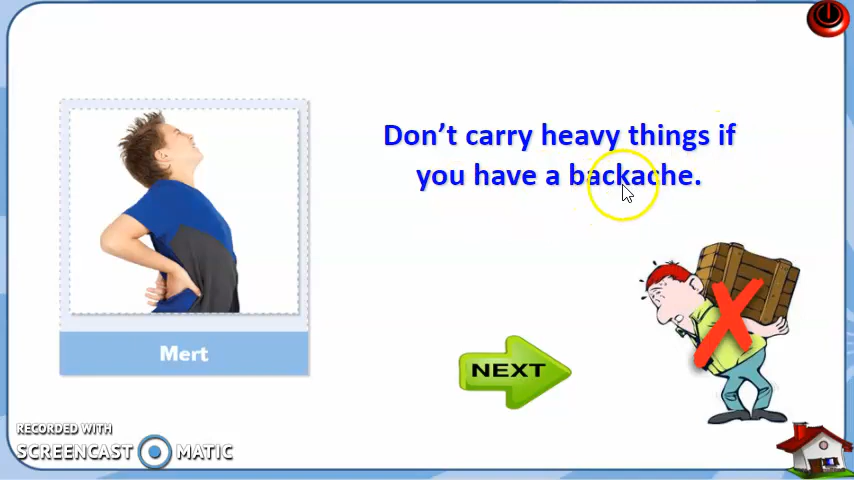 Don't carry heavy things if
you have a backache.
Mert
NEXT
RECORDED WITH
SCREENCAST MATIC